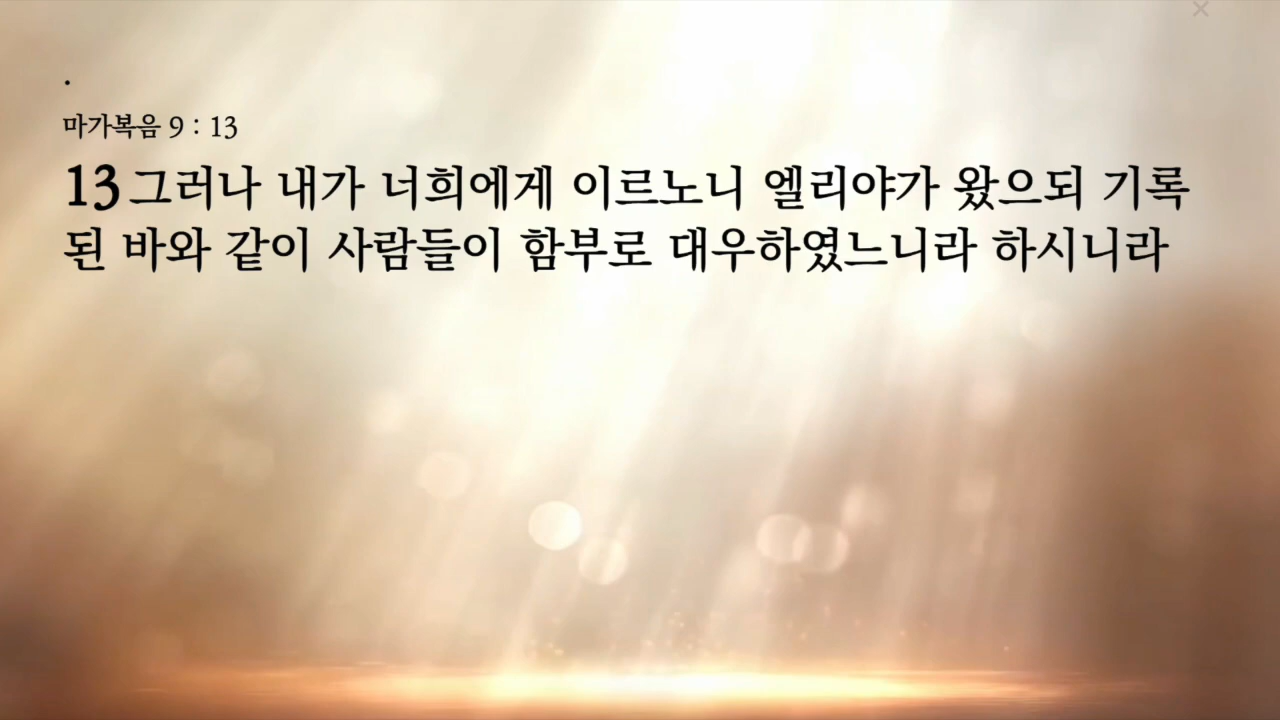 .
마가복음 9 : 13
13 그러나 내가 너희에게 이르노니 엘리야가 왔으되 기록
된 바와 같이 사람들이 함부로 대우하였느니라 하시니라